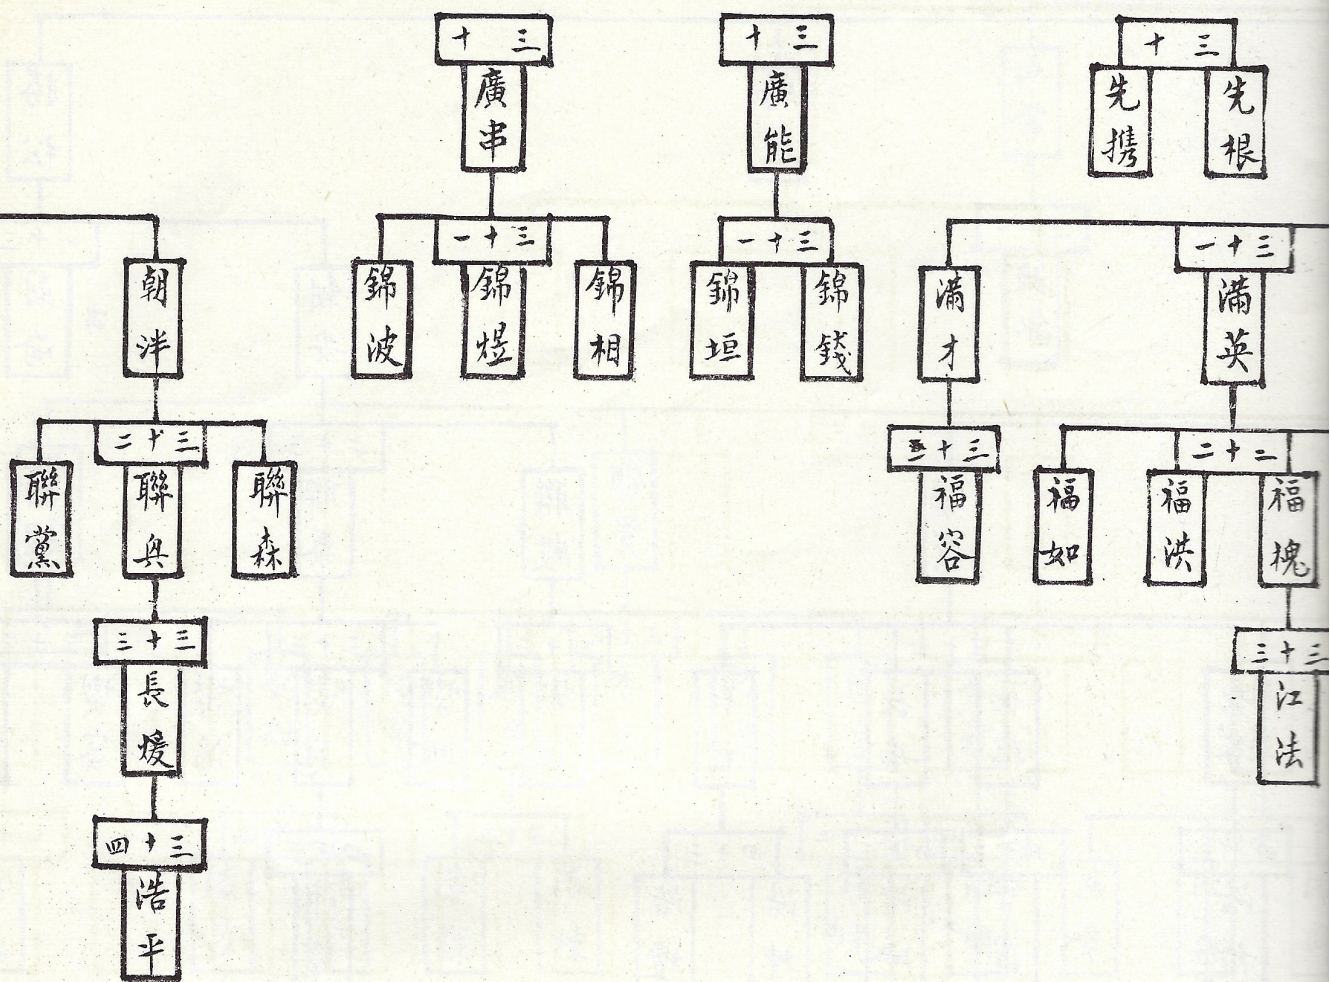 三十
三十
三十
先根
先携
廣能
廣串
三十一
三十一
三十一
滿英
滿才
錦錢
錦垣
錦相
錦煜
錦波
朝泮
二十二
三十三
三十二
福槐
福洪
福如
福容
聯森
聯興
聯黨
三十三
三十三
江法
長煖
三十四
浩平